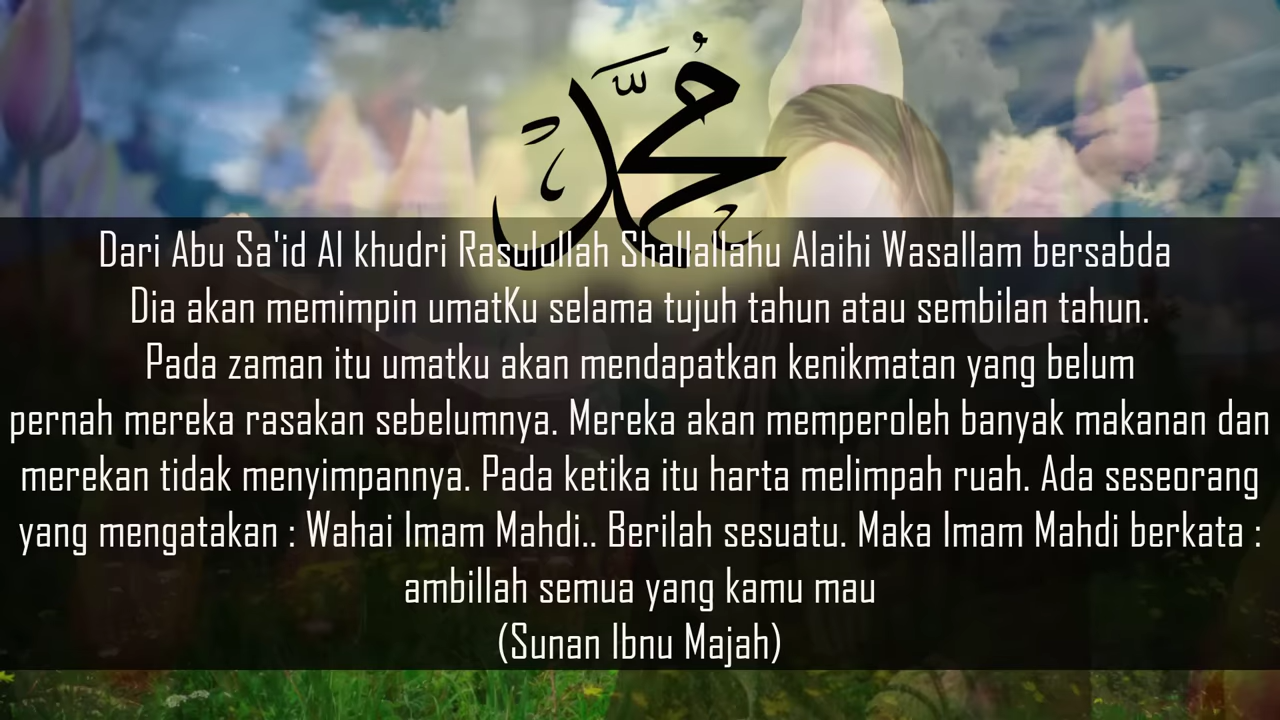 مُحَمَّد
Dari Abu Sa'id Al khudri Rasulullah Shallallahu Alaihi Wasallam bersabda
Dia akan memimpin umatKu selama tujuh tahun atau sembilan tahun.
Pada zaman itu umatku akan mendapatkan kenikmatan yang belum
pernah mereka rasakan sebelumnya. Mereka akan memperoleh banyak makanan dan
merekan tidak menyimpannya. Pada ketika itu harta melimpah ruah. Ada seseorang
yang mengatakan : Wahai Imam Mahdi.. Berilah sesuatu. Maka Imam Mahdi berkata :
ambillah semua yang kamu mau
(Sunan Ibnu Majah)